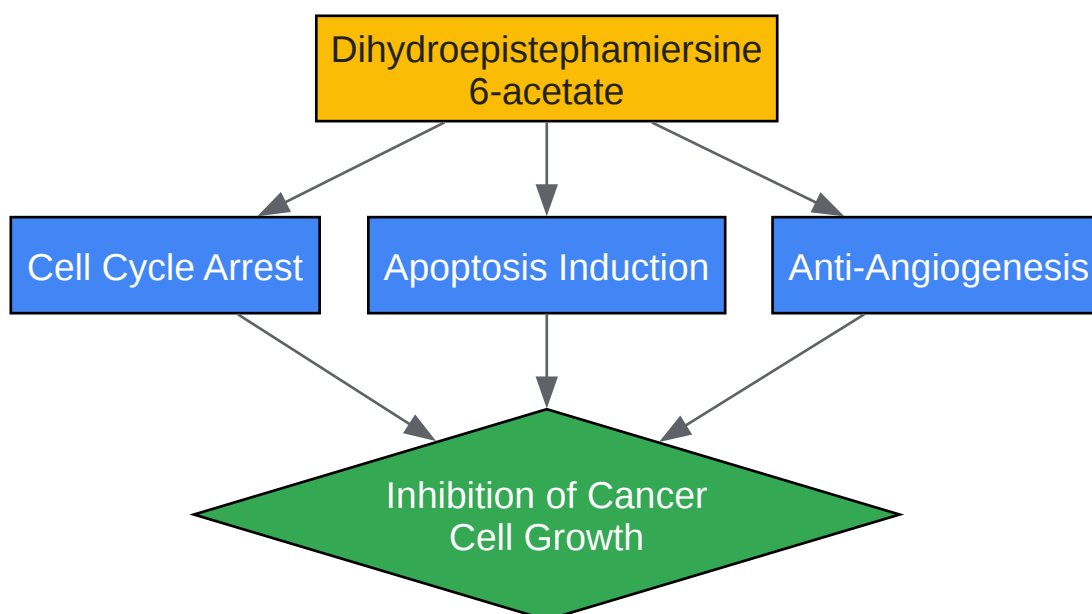 Dihydroepistephamiersine
6-acetate
Cell Cycle Arrest
Apoptosis Induction
Anti-Angiogenesis
Inhibition of Cancer
Cell Growth